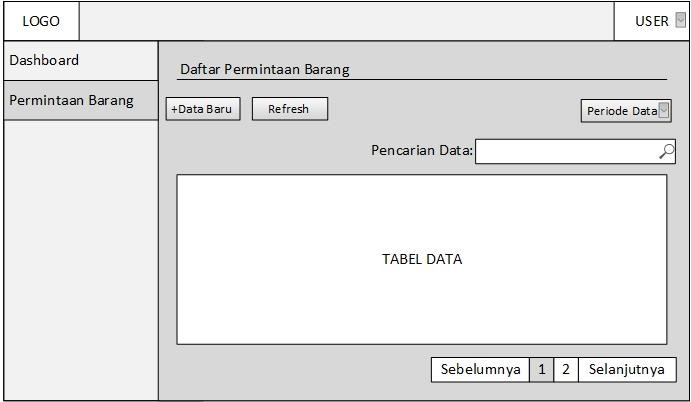 LOGO
USER
Dashboard
Permintaan Barang
Daftar Permintaan Barang
+Data Baru
Refresh
Periode Data
Pencarian Data:
TABEL DATA
Sebelumnya 1 2 Selanjutnya